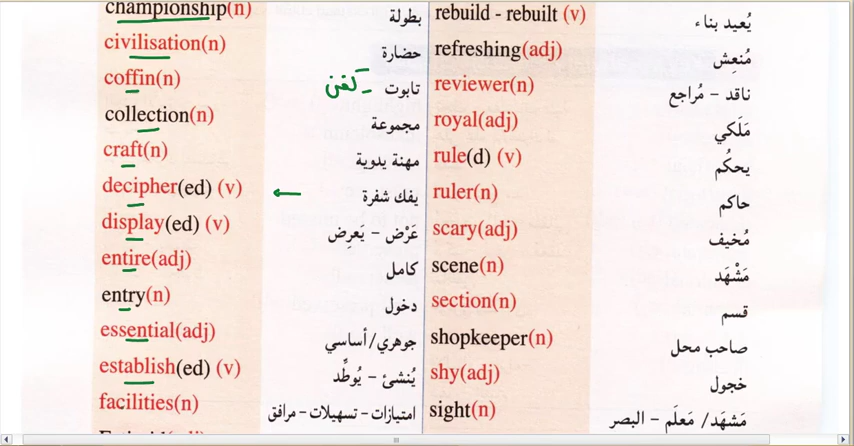 championship(n) بطولة
civilisation(n) حضارة
coffin(n) تابوت - كفن
collection(n) مجموعة
craft(n) مهنة يدوية
decipher(ed) (v) يفك شفرة
display(ed) (v) عَرْض – يَعرِض
entire(adj) كامل
entry(n) دخول
essential(adj) جوهري/أساسي
establish(ed) (v) يُنشئ – يُوطِّد
facilities(n) امتيازات – تسهيلات – مرافق
rebuild - rebuilt (v) يُعيد بناء
refreshing(adj) مُنعِش
reviewer(n) ناقد – مُراجع
royal(adj) مَلَكي
rule(d) (v) يحكُم
ruler(n) حاكم
scary(adj) مُخيف
scene(n) مَشْهَد
section(n) قسم
shopkeeper(n) صاحب محل
shy(adj) خجول
sight(n) مَشهَد/ مَعلَم – البصر